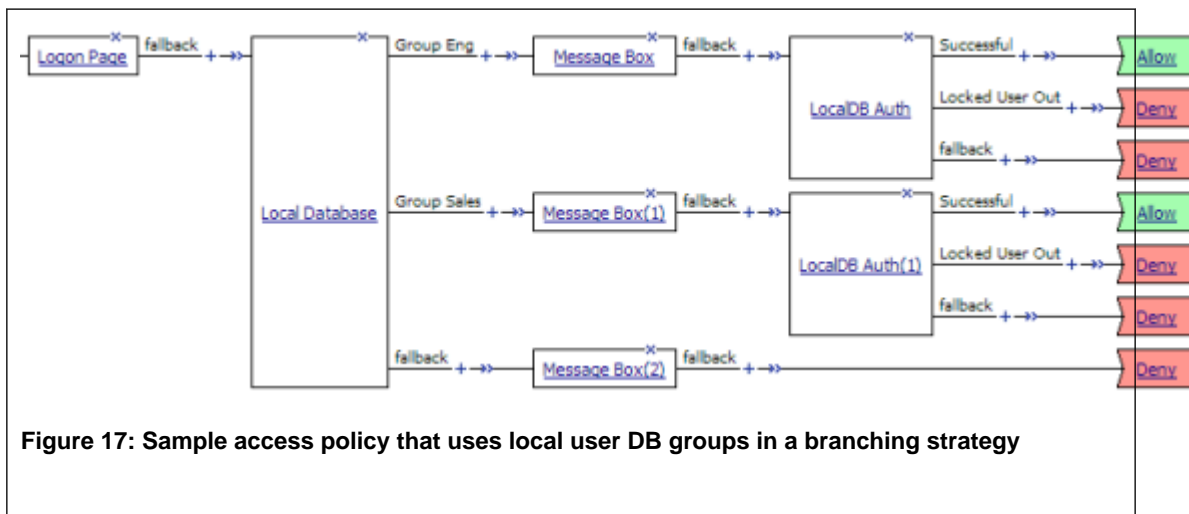 Logon Page fallback Local Database Group Eng Message Box fallback LocalDB Auth Successful Allow
Locked User Out Deny
fallback Deny
Group Sales Message Box(1) fallback LocalDB Auth(1) Successful Allow
Locked User Out Deny
fallback Deny
fallback Message Box(2) fallback Deny
Figure 17: Sample access policy that uses local user DB groups in a branching strategy